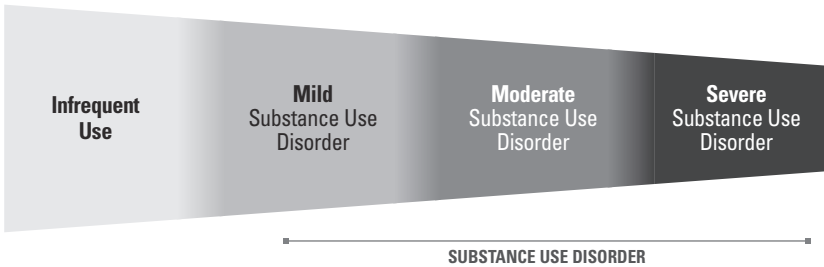 Infrequent
Use
Mild
Substance Use
Disorder
Moderate
Substance Use
Disorder
Severe
Substance Use
Disorder
SUBSTANCE USE DISORDER